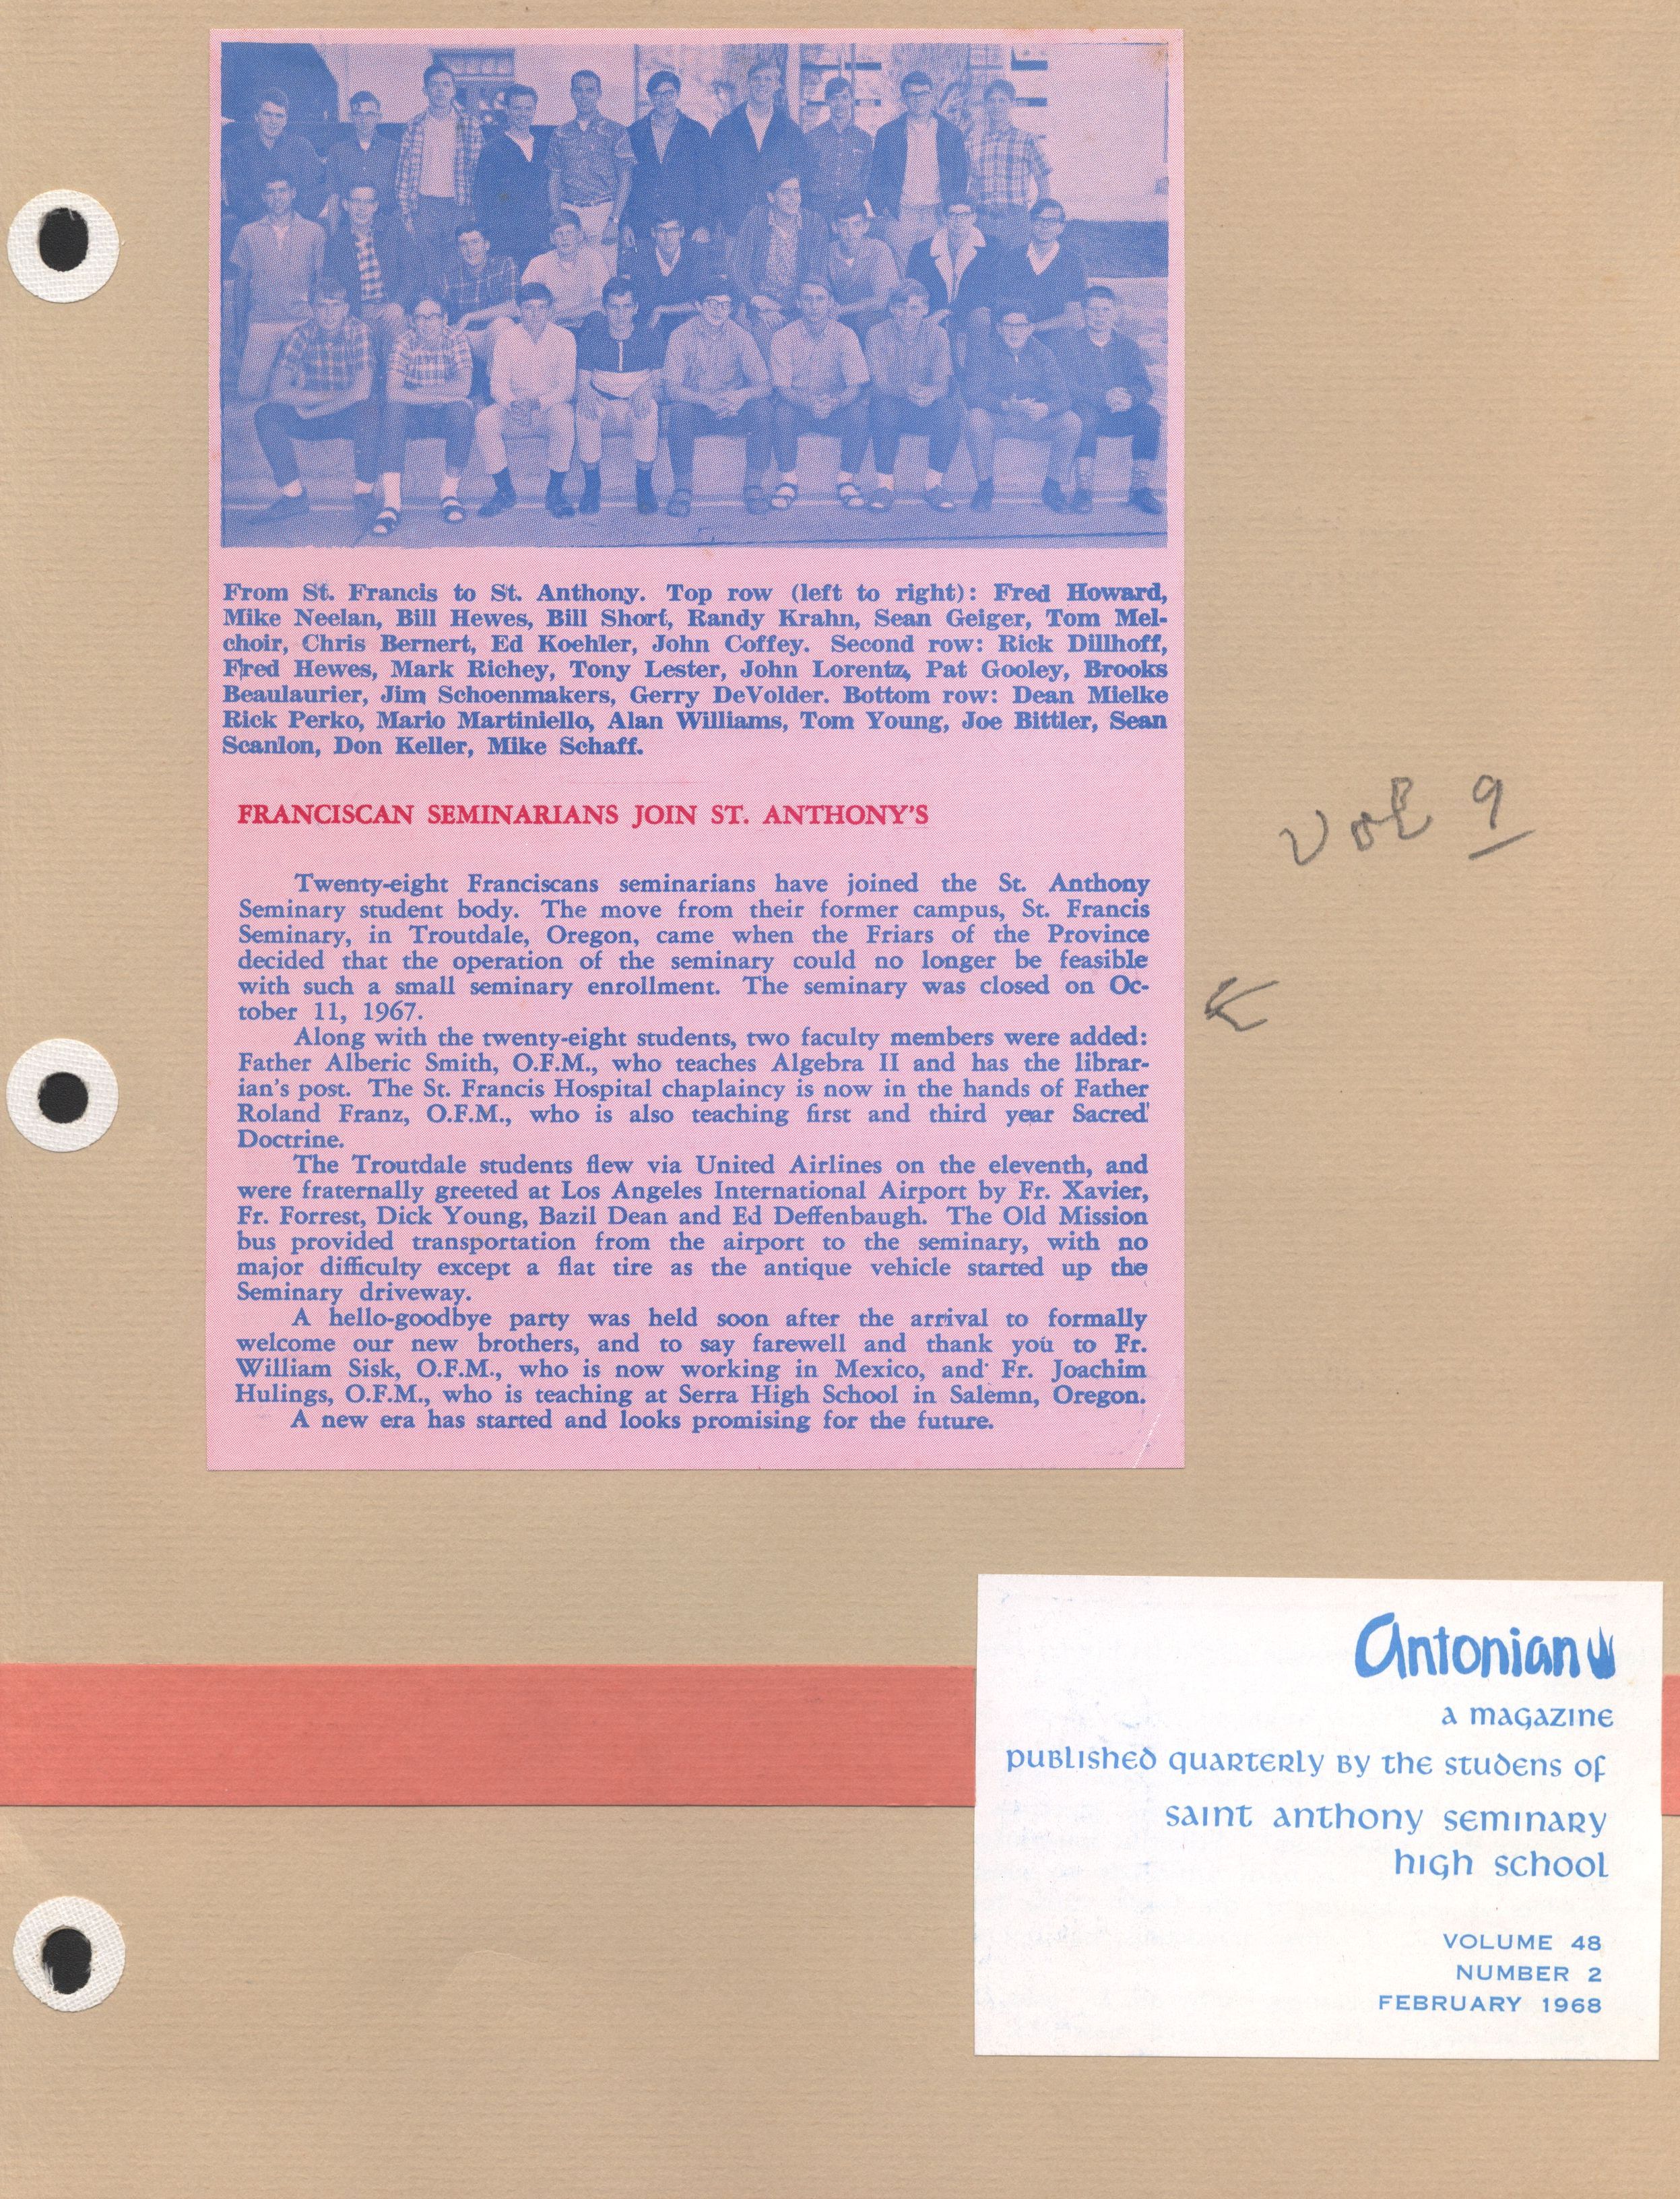 From St. Francis to St. Anthony. Top row (left to right): Fred Howard,
Mike Neelan, Bill Hewes, Bill Short, Randy Krahn, Sean Geiger, Tom Mel-
choir, Chris Bernert, Ed Koehler, John Coffey. Second row: Rick Dillhoff,
Fred Hewes, Mark Richey, Tony Lester, John Lorentz, Pat Gooley, Brooks
Beaulaurier, Jim Schoenmakers, Gerry DeVolder. Bottom row: Dean Mielke
Rick Perko, Mario Martiniello, Alan Williams, Tom Young, Joe Bittler, Sean
Scanlon, Don Keller, Mike Schaff.
FRANCISCAN SEMINARIANS JOIN ST. ANTHONY'S
Vol 9
Twenty-eight Franciscans seminarians have joined the St. Anthony
Seminary student body. The move from their former campus, St. Francis
Seminary, in Troutdale, Oregon, came when the Friars of the Province
decided that the operation of the seminary could no longer be feasible
with such a small seminary enrollment. The seminary was closed on Oc-
tober 11, 1967.
Along with the twenty-eight students, two faculty members were added:
Father Alberic Smith, O.F.M., who teaches Algebra II and has the librar-
ian's post. The St. Francis Hospital chaplaincy is now in the hands of Father
Roland Franz, O.F.M., who is also teaching first and third year Sacred
Doctrine.
The Troutdale students flew via United Airlines on the eleventh, and
were fraternally greeted at Los Angeles International Airport by Fr. Xavier,
Fr. Forrest, Dick Young, Bazil Dean and Ed Deffenbaugh. The Old Mission
bus provided transportation from the airport to the seminary, with no
major difficulty except a flat tire as the antique vehicle started up the
Seminary driveway.
A hello-goodbye party was held soon after the arrival to formally
welcome our new brothers, and to say farewell and thank you to Fr.
William Sisk, O.F.M., who is now working in Mexico, and Fr. Joachim
Hulings, O.F.M., who is teaching at Serra High School in Salemn, Oregon.
A new era has started and looks promising for the future.
Antonian
a magazine
published quarterly by the studens of
saint anthony seminary
high school
VOLUME 48
NUMBER 2
FEBRUARY 1968